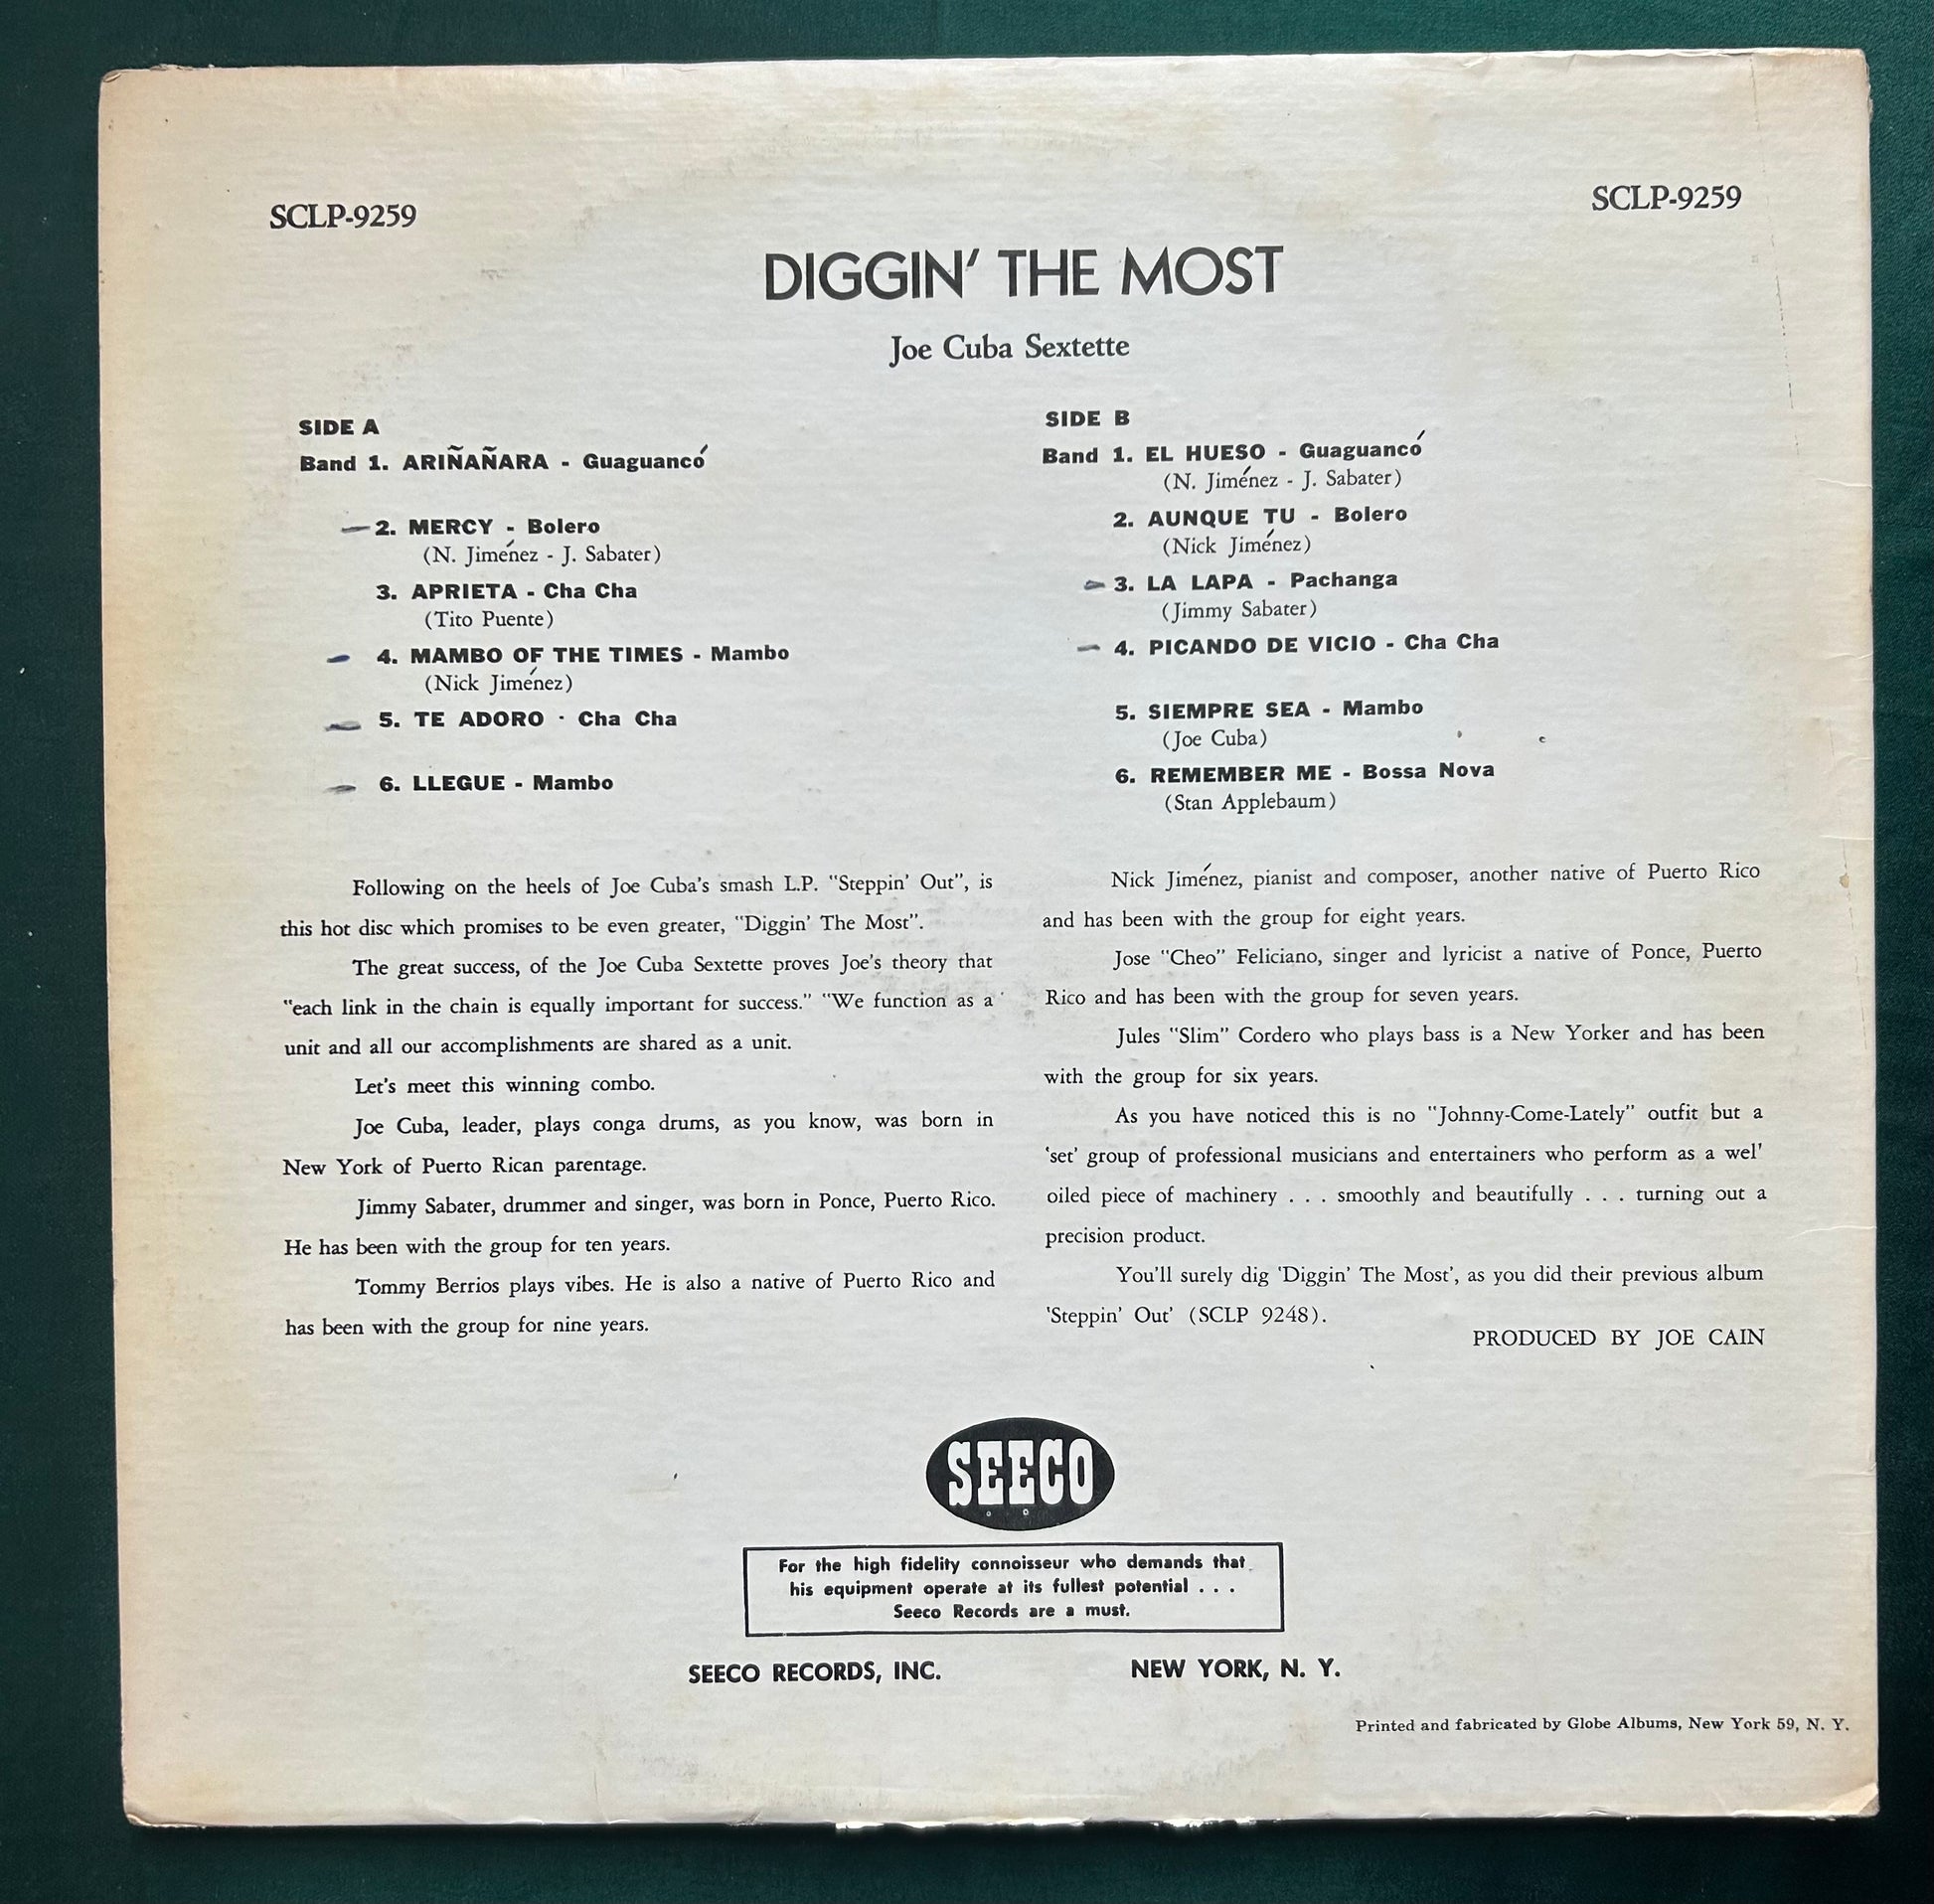 SCLP-9259
SCLP-9259
DIGGIN' THE MOST
Joe Cuba Sextette
SIDE A
Band 1. ARIÑAÑARA - Guaguancó
2. MERCY - Bolero
(N. Jiménez - J. Sabater)
3. APRIETA - Cha Cha
(Tito Puente)
4. MAMBO OF THE TIMES - Mambo
(Nick Jiménez)
5. TE ADORO · Cha Cha
6. LLEGUE - Mambo
SIDE B
Band 1. EL HUESO - Guaguancó
(N. Jiménez - J. Sabater)
2. AUNQUE TU - Bolero
(Nick Jiménez)
3. LA LAPA - Pachanga
(Jimmy Sabater)
4. PICANDO DE VICIO - Cha Cha
5. SIEMPRE SEA - Mambo
(Joe Cuba)
6. REMEMBER ME - Bossa Nova
(Stan Applebaum)
Following on the heels of Joe Cuba's smash L.P. "Steppin' Out", is
this hot disc which promises to be even greater, "Diggin' The Most".
The great success, of the Joe Cuba Sextette proves Joe's theory that
"each link in the chain is equally important for success." "We function as a
unit and all our accomplishments are shared as a unit.
Let's meet this winning combo.
Joe Cuba, leader, plays conga drums, as you know, was born in
New York of Puerto Rican parentage.
Jimmy Sabater, drummer and singer, was born in Ponce, Puerto Rico.
He has been with the group for ten years.
Tommy Berrios plays vibes. He is also a native of Puerto Rico and
has been with the group for nine years.
Nick Jiménez, pianist and composer, another native of Puerto Rico
and has been with the group for eight years.
Jose "Cheo" Feliciano, singer and lyricist a native of Ponce, Puerto
Rico and has been with the group for seven years.
Jules "Slim" Cordero who plays bass is a New Yorker and has been
with the group for six years.
As you have noticed this is no "Johnny-Come-Lately" outfit but a
'set' group of professional musicians and entertainers who perform as a wel'
oiled piece of machinery . . . smoothly and beautifully . . . turning out a
precision product.
You'll surely dig 'Diggin' The Most', as you did their previous album
'Steppin' Out' (SCLP 9248).
PRODUCED BY JOE CAIN
SEECO
For the high fidelity connoisseur who demands that
his equipment operate at its fullest potential . . .
Seeco Records are a must.
SEECO RECORDS, INC. NEW YORK, N. Y.
Printed and fabricated by Globe Albums, New York 59, N. Y.